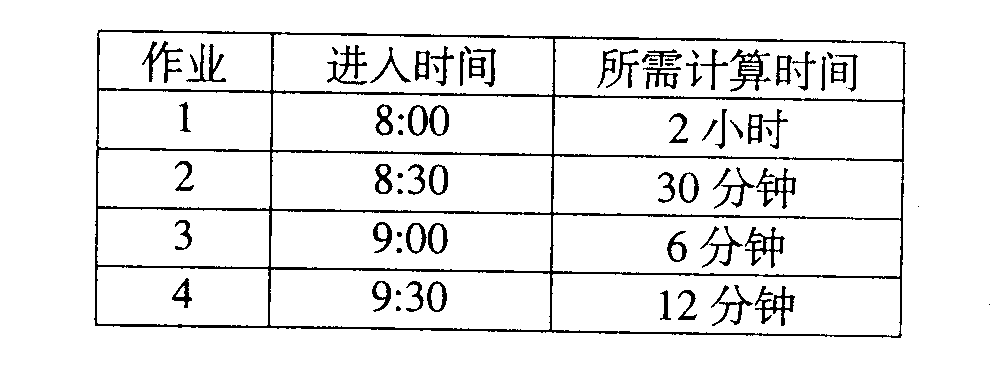 作业 进入时间 所需计算时间
1 8:00 2 小时
2 8:30 30 分钟
3 9:00 6 分钟
4 9:30 12 分钟